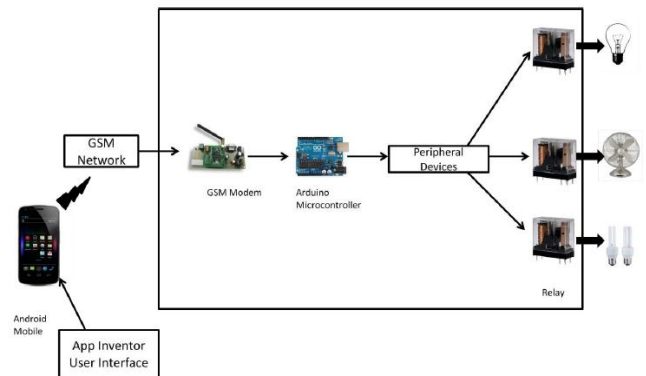 GSM
Network
GSM Modem
Arduino
Microcontroller
Peripheral
Devices
Relay
Android
Mobile
App Inventor
User Interface